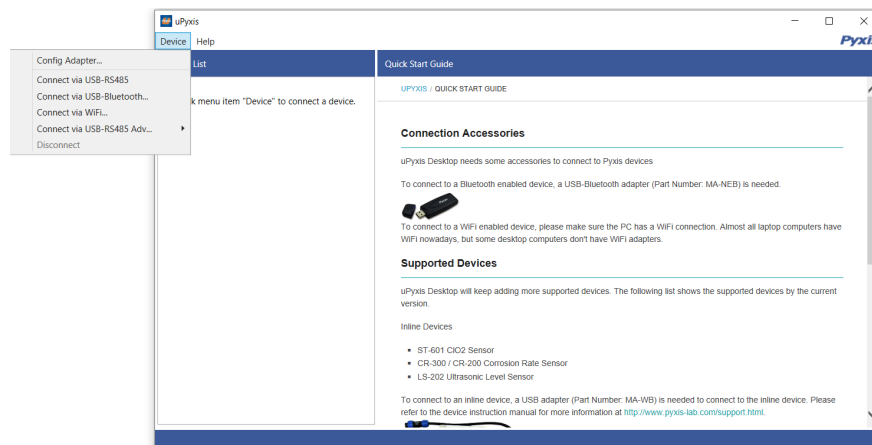 uPyxis
Device Help
Pyxis
Config Adapter...
Connect via USB-RS485
Connect via USB-Bluetooth...
Connect via WiFi...
Connect via USB-RS485 Adv...
Disconnect
List
k menu item "Device" to connect a device.
Quick Start Guide
UPYXIS / QUICK START GUIDE
Connection Accessories
uPyxis Desktop needs some accessories to connect to Pyxis devices
To connect to a Bluetooth enabled device, a USB-Bluetooth adapter (Part Number: MA-NEB) is needed.
To connect to a WiFi enabled device, please make sure the PC has a WiFi connection. Almost all laptop computers have
WiFi nowadays, but some desktop computers don't have WiFi adapters.
Supported Devices
uPyxis Desktop will keep adding more supported devices. The following list shows the supported devices by the current
version.
Inline Devices
▪ ST-601 ClO2 Sensor
▪ CR-300 / CR-200 Corrosion Rate Sensor
▪ LS-202 Ultrasonic Level Sensor
To connect to an inline device, a USB adapter (Part Number: MA-WB) is needed to connect to the inline device. Please
refer to the device instruction manual for more information at http://www.pyxis-lab.com/support.html.